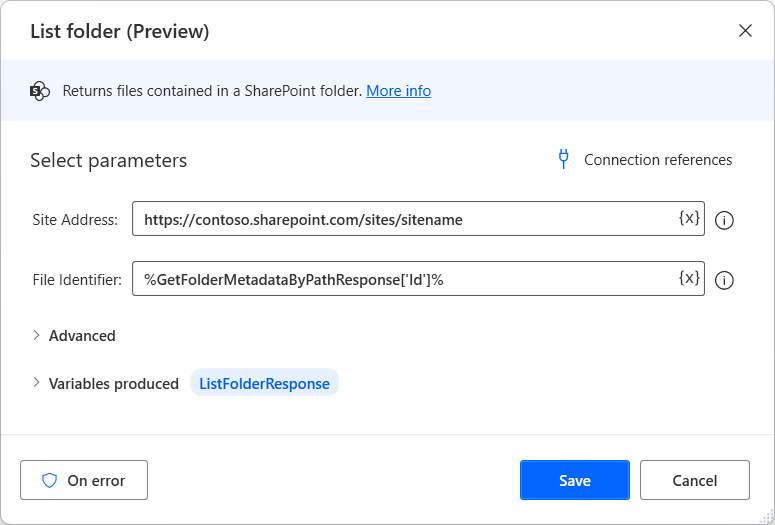 List folder (Preview)
S
Returns files contained in a SharePoint folder. More info
Select parameters
Connection references
Site Address:
https://contoso.sharepoint.com/sites/sitename
{x}
i
File Identifier:
%GetFolderMetadataByPathResponse['Id']%
{x}
i
Advanced
Variables produced
ListFolderResponse
On error
Save
Cancel